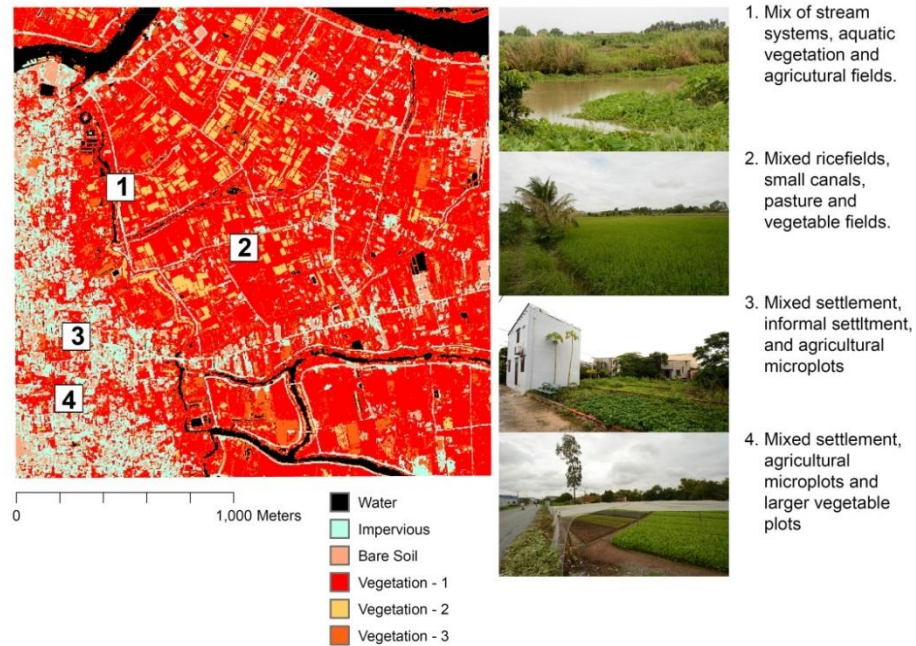 1
2
3
4
0
1,000 Meters
Water
Impervious
Bare Soil
Vegetation - 1
Vegetation - 2
Vegetation - 3
1. Mix of stream
systems, aquatic
vegetation and
agricutural fields.
2. Mixed ricefields,
small canals,
pasture and
vegetable fields.
3. Mixed settlement,
informal settltment,
and agricultural
microplots
4. Mixed settlement,
agricultural
microplots and
larger vegetable
plots